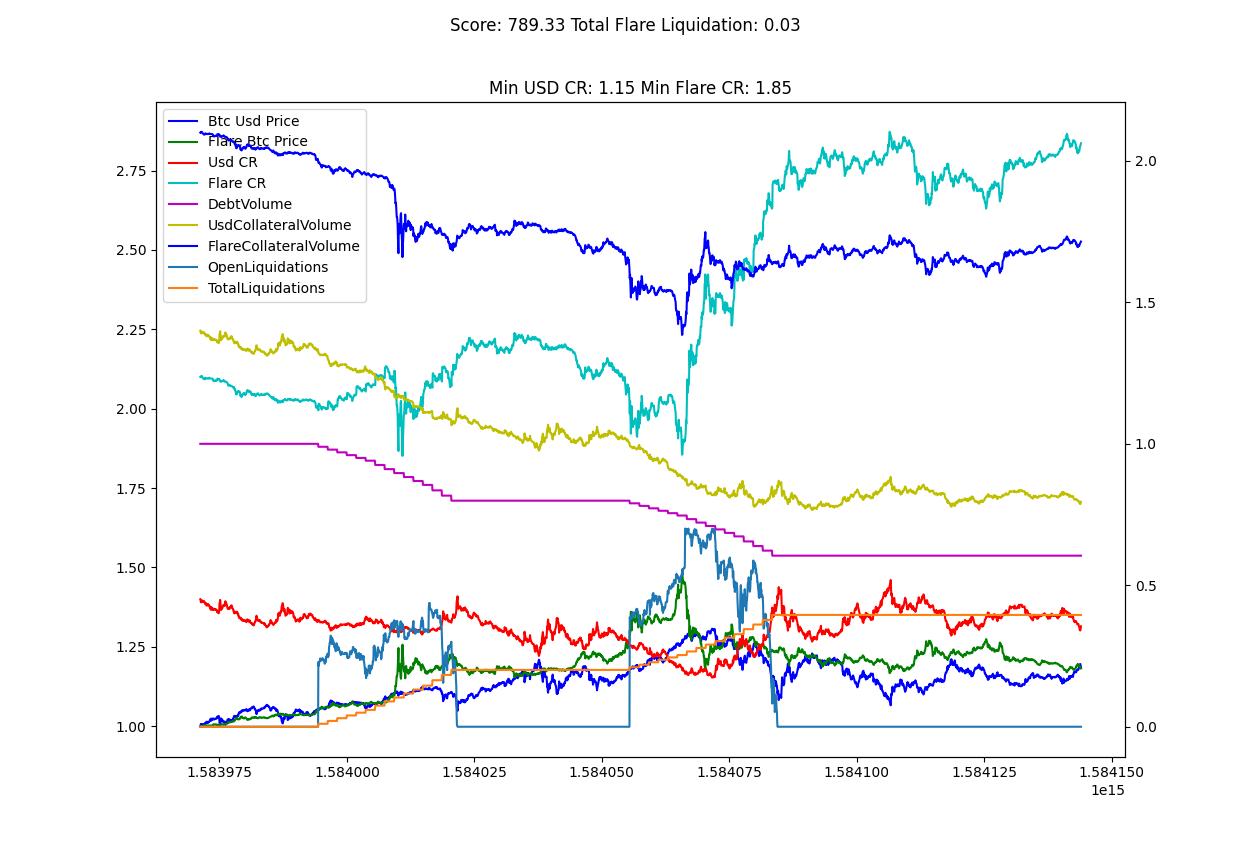 Score: 789.33 Total Flare Liquidation: 0.03
Min USD CR: 1.15 Min Flare CR: 1.85
Btc Usd Price
Flare Btc Price
Usd CR
Flare CR
DebtVolume
UsdCollateralVolume
FlareCollateralVolume
OpenLiquidations
TotalLiquidations
2.75
2.50
2.25
2.00
1.75
1.50
1.25
1.00
2.0
1.5
1.0
0.5
0.0
1.583975 1.584000 1.584025 1.584050 1.584075 1.584100 1.584125 1.584150
1e15